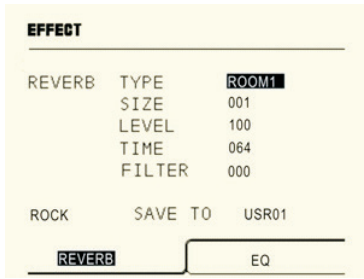 EFFECT
REVERB TYPE ROOM1
SIZE 001
LEVEL 100
TIME 064
FILTER 000
ROCK SAVE TO USR01
REVERB EQ